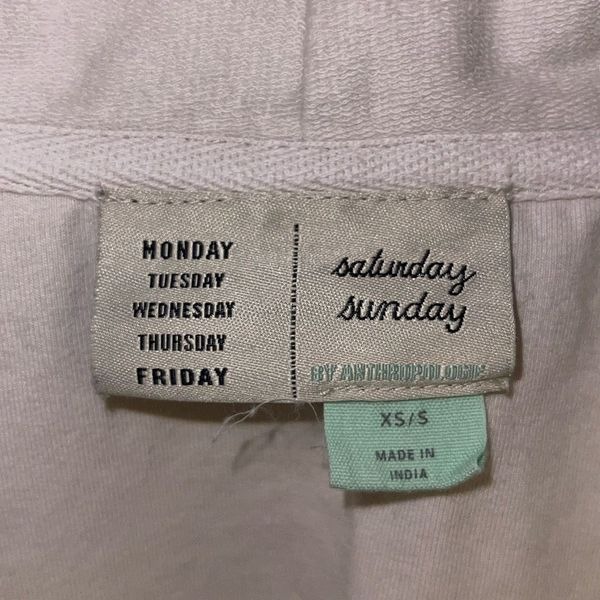 MONDAY
TUESDAY
WEDNESDAY
THURSDAY
FRIDAY
saturday
sunday
BY ANTHROPOLOGIE
XS/S
MADE IN
INDIA